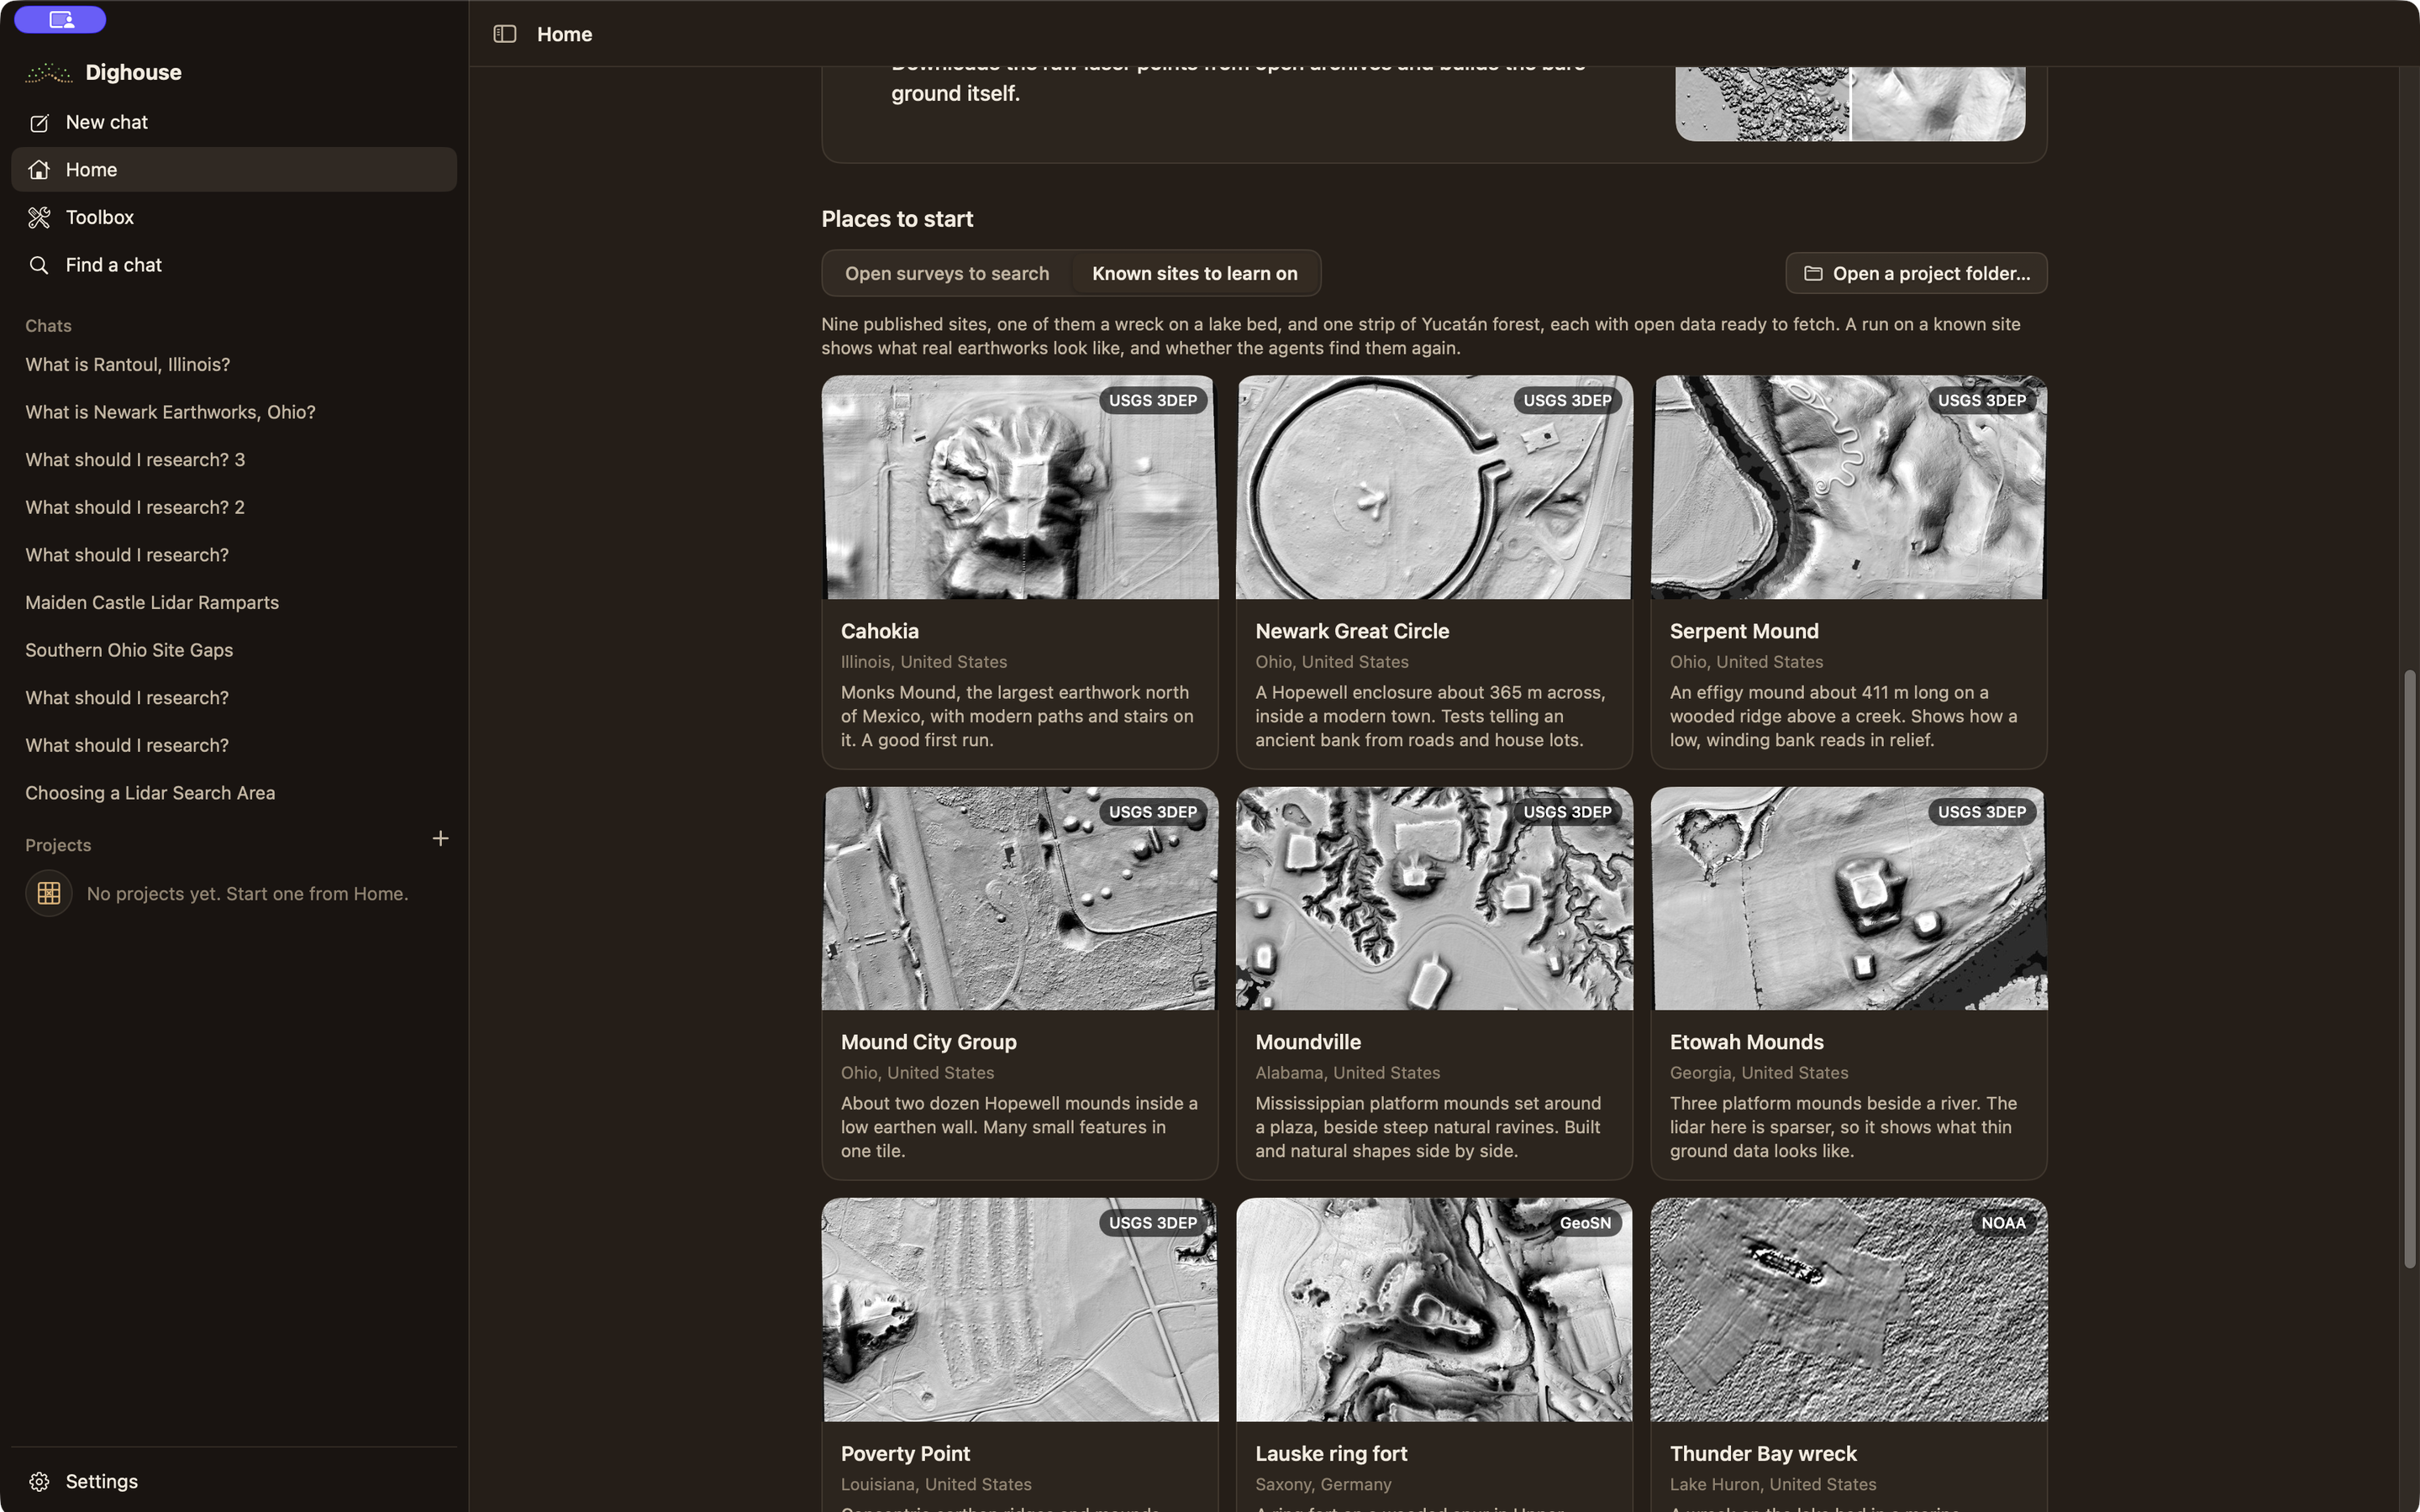 Dighouse
New chat
Home
Toolbox
Find a chat
Chats
What is Rantoul, Illinois?
What is Newark Earthworks, Ohio?
What should I research? 3
What should I research? 2
What should I research?
Maiden Castle Lidar Ramparts
Southern Ohio Site Gaps
What should I research?
What should I research?
Choosing a Lidar Search Area
Projects
No projects yet. Start one from Home.
Settings
Home
Downloads the raw laser points from open archives and builds the bare
ground itself.
Places to start
Open surveys to search
Known sites to learn on
Open a project folder...
Nine published sites, one of them a wreck on a lake bed, and one strip of Yucatán forest, each with open data ready to fetch. A run on a known site
shows what real earthworks look like, and whether the agents find them again.
USGS 3DEP
Cahokia
Illinois, United States
Monks Mound, the largest earthwork north
of Mexico, with modern paths and stairs on
it. A good first run.
USGS 3DEP
Newark Great Circle
Ohio, United States
A Hopewell enclosure about 365 m across,
inside a modern town. Tests telling an
ancient bank from roads and house lots.
USGS 3DEP
Serpent Mound
Ohio, United States
An effigy mound about 411 m long on a
wooded ridge above a creek. Shows how a
low, winding bank reads in relief.
USGS 3DEP
Mound City Group
Ohio, United States
About two dozen Hopewell mounds inside a
low earthen wall. Many small features in
one tile.
USGS 3DEP
Moundville
Alabama, United States
Mississippian platform mounds set around
a plaza, beside steep natural ravines. Built
and natural shapes side by side.
USGS 3DEP
Etowah Mounds
Georgia, United States
Three platform mounds beside a river. The
lidar here is sparser, so it shows what thin
ground data looks like.
USGS 3DEP
Poverty Point
Louisiana, United States
GeoSN
Lauske ring fort
Saxony, Germany
NOAA
Thunder Bay wreck
Lake Huron, United States